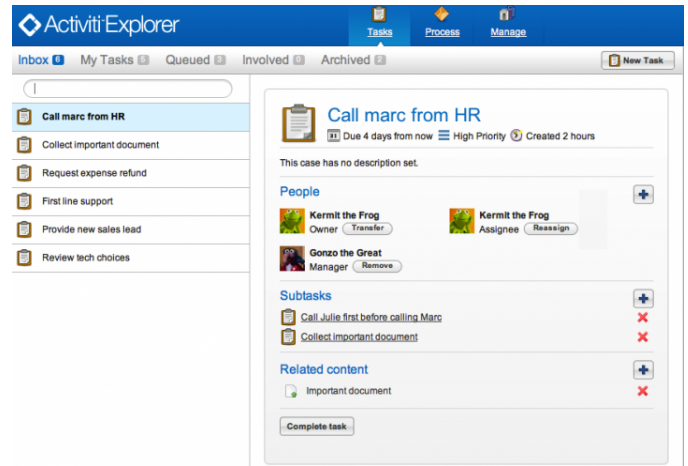 Activiti Explorer
Tasks Process Manage
Inbox 6 My Tasks Queued Involved 0 Archived
New Task
Call marc from HR
Collect important document
Request expense refund
First line support
Provide new sales lead
Review tech choices
Call marc from HR
31 Due 4 days from now High Priority Created 2 hours
This case has no description set.
People
Kermit the Frog
Owner Transfer
Kermit the Frog
Assignee Reassign
Gonzo the Great
Manager Remove
Subtasks
Call Julie first before calling Marc
Collect important document
Related content
Important document
Complete task